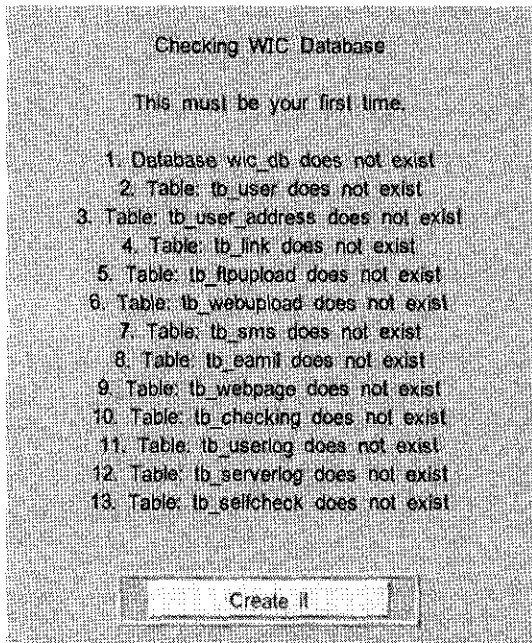 Checking WIC Database
This must be your first time.
1. Database wic_db does not exist
2. Table: tb_user does not exist
3. Table: tb_user_address does not exist
4. Table: tb_link does not exist
5. Table: tb_ftpupload does not exist
6. Table: tb_webupload does not exist
7. Table: tb_sms does not exist
8. Table: tb_eamil does not exist
9. Table: tb_webpage does not exist
10. Table: tb_checking does not exist
11. Table: tb_userlog does not exist
12. Table: tb_serverlog does not exist
13. Table: tb_selfcheck does not exist
Create it